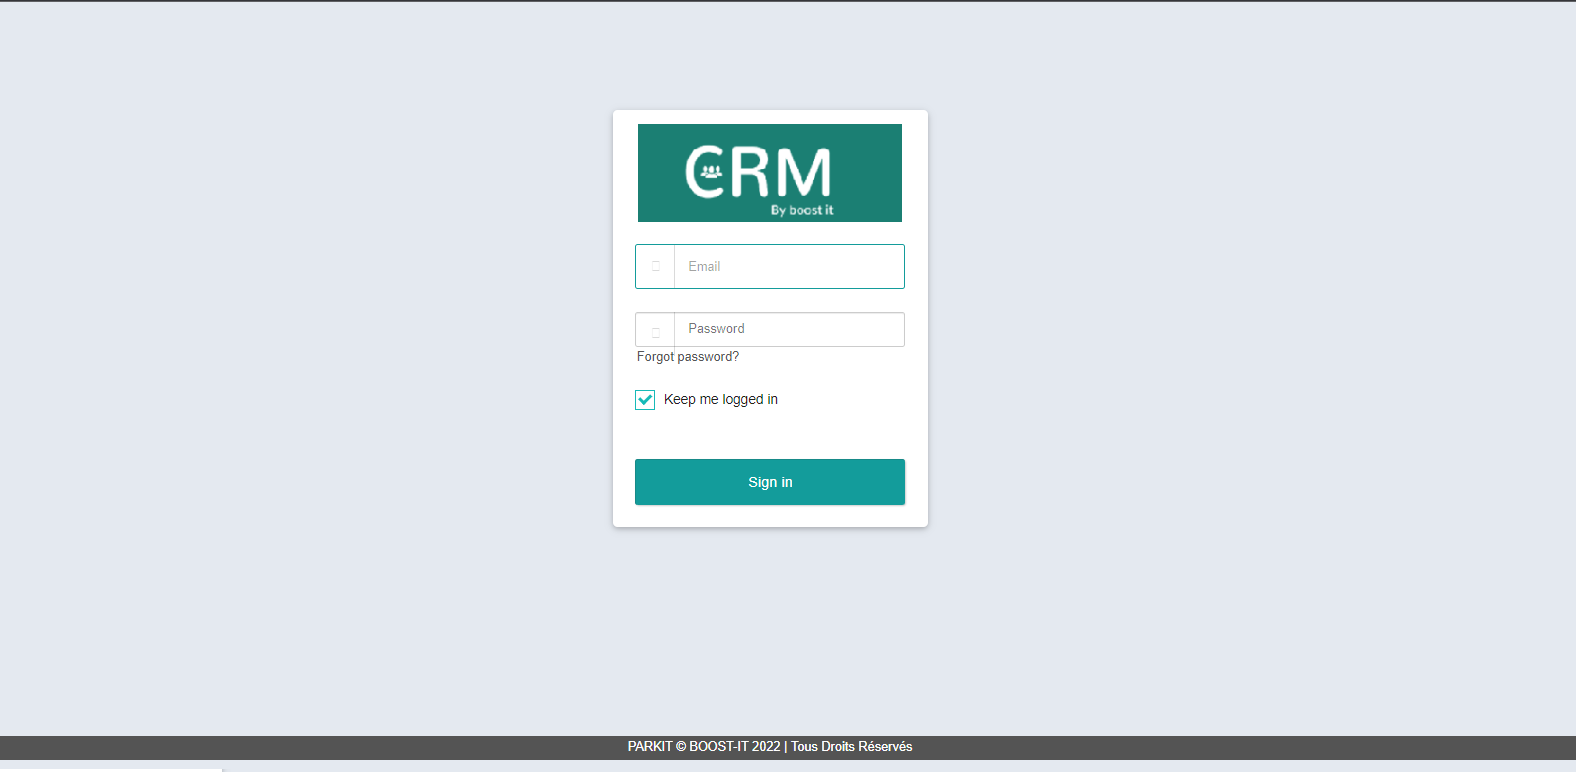 CRM
By boost it
Email
Password
Forgot password?
Keep me logged in
Sign in
PARKIT © BOOST-IT 2022 | Tous Droits Réservés